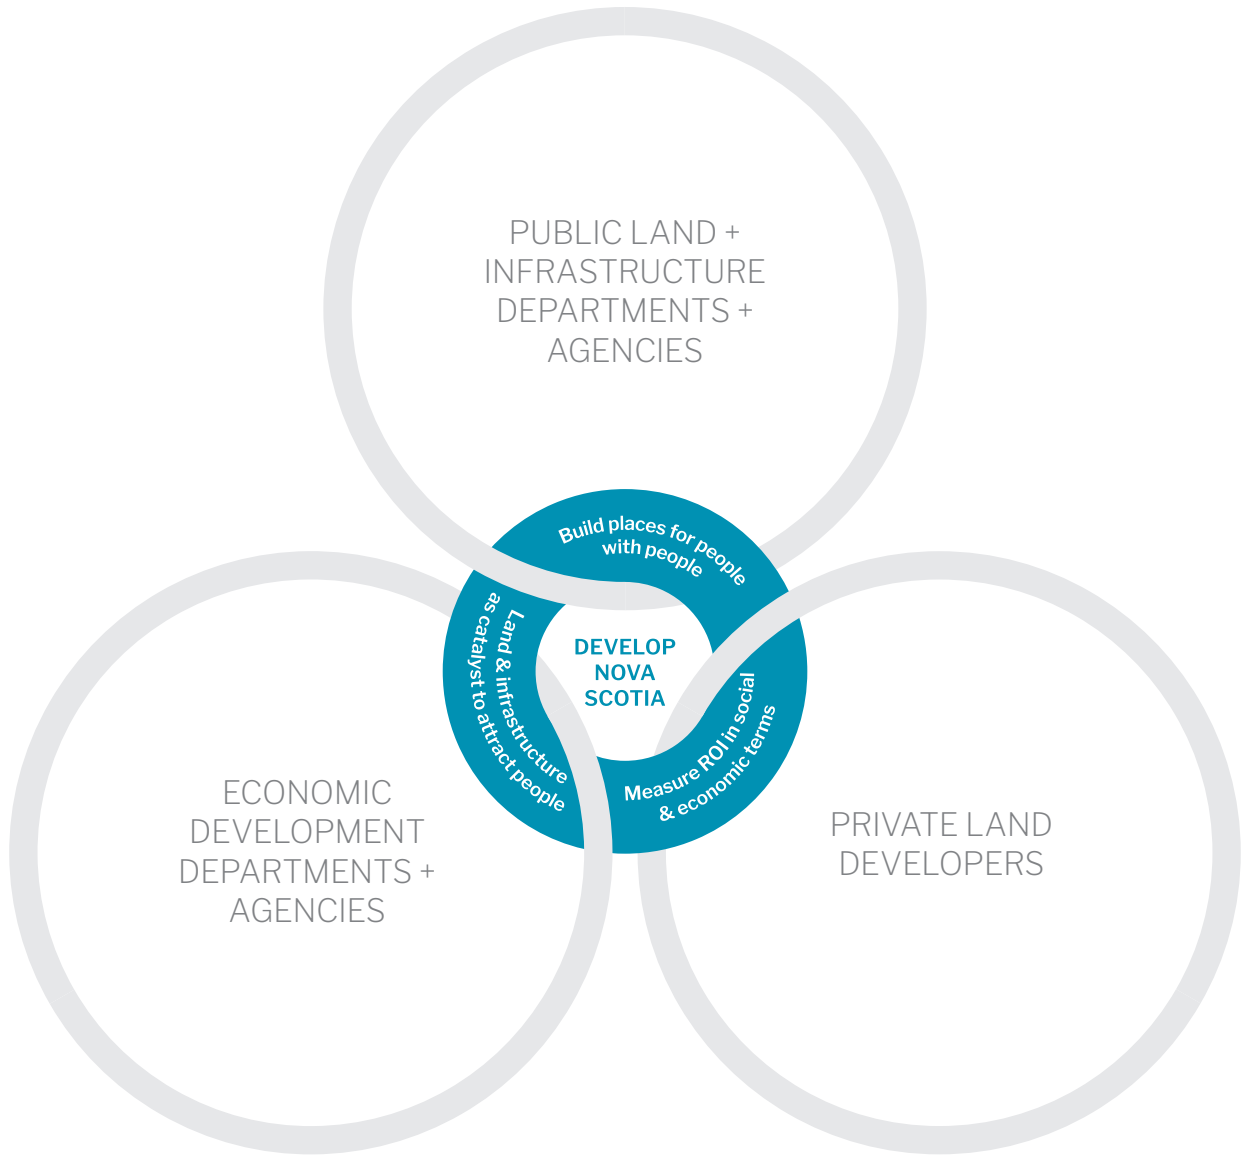 PUBLIC LAND +
INFRASTRUCTURE
DEPARTMENTS +
AGENCIES
Build places for people
with people
Land & infrastructure
as catalyst to attract people
DEVELOP
NOVA
SCOTIA
Measure ROI in social
& economic terms
ECONOMIC
DEVELOPMENT
DEPARTMENTS +
AGENCIES
PRIVATE LAND
DEVELOPERS